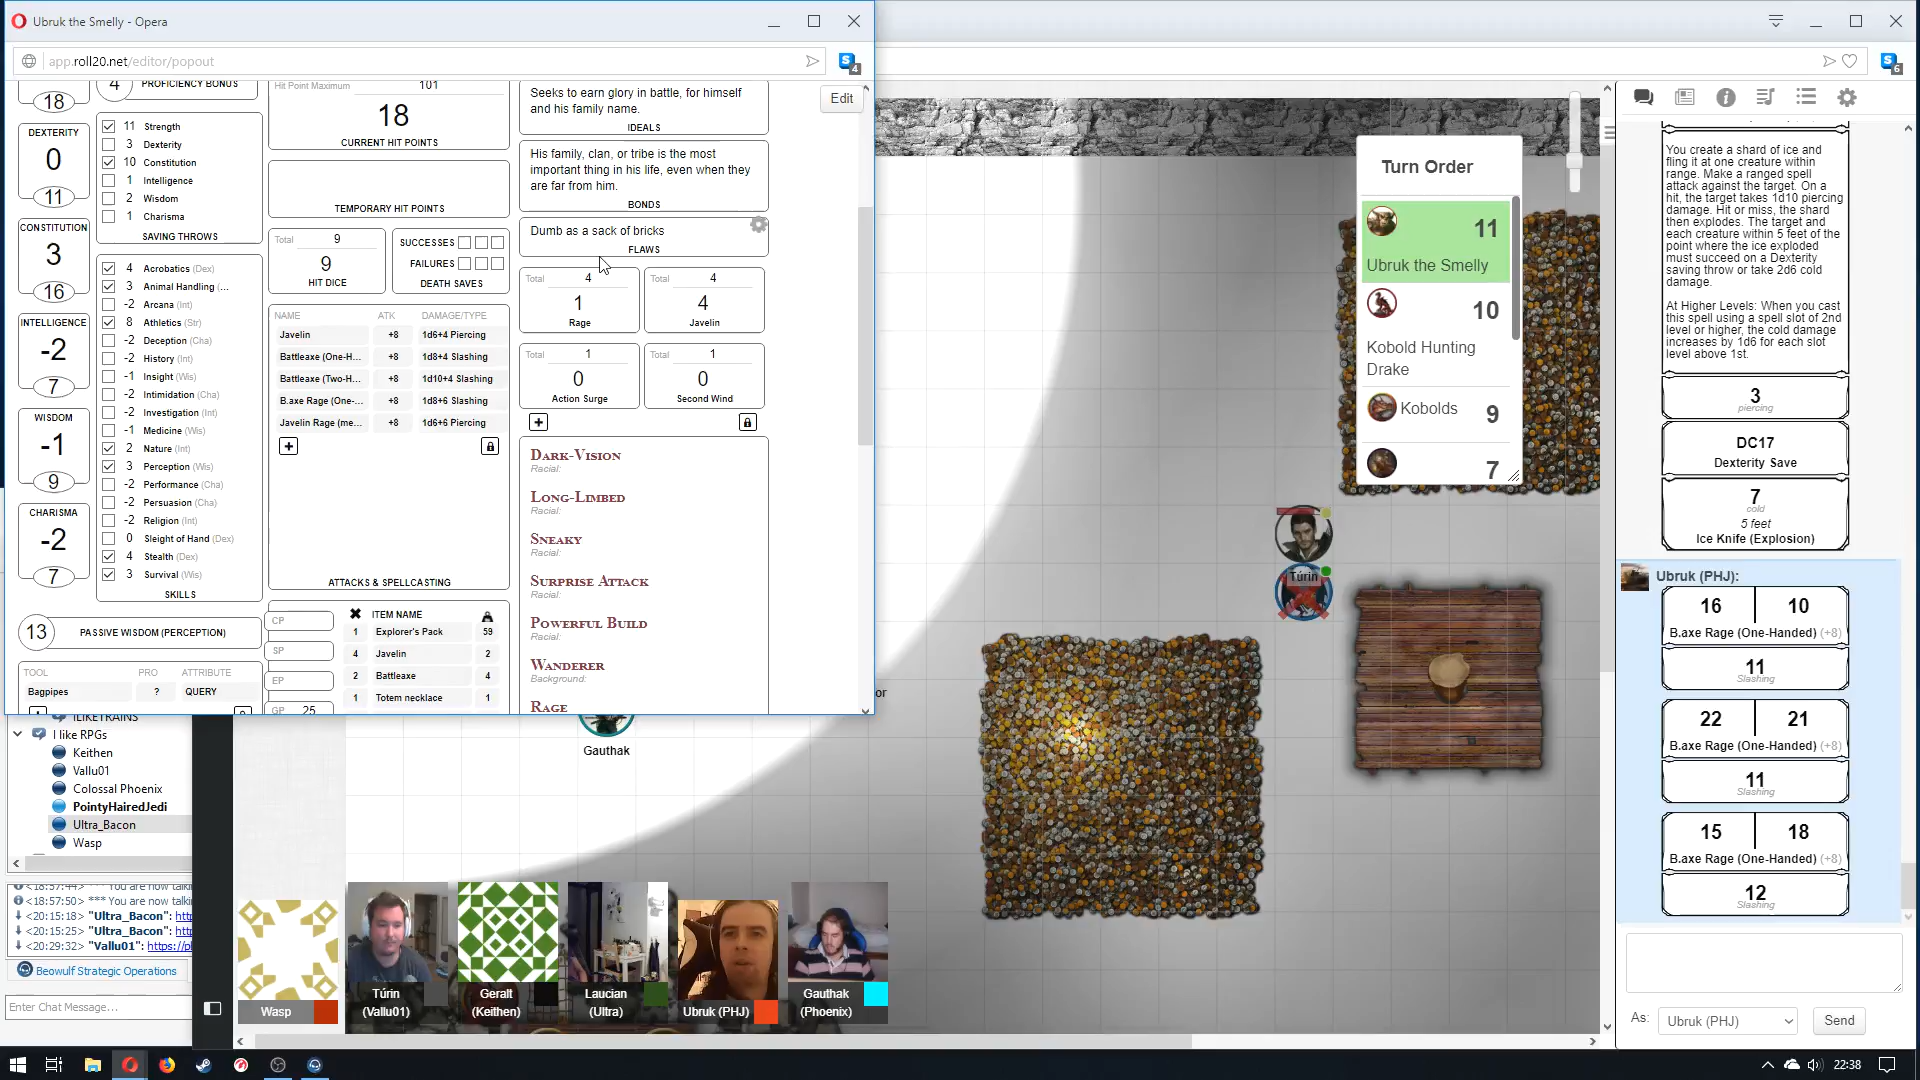 Ubruk the Smelly - Opera
app.roll20.net/editor/popout
4
6
Edit
18
DEXTERITY
0
11
CONSTITUTION
3
16
INTELLIGENCE
-2
7
WISDOM
-1
9
CHARISMA
-2
7
4 PROFICIENCY BONUS
11 Strength
3 Dexterity
10 Constitution
1 Intelligence
2 Wisdom
1 Charisma
SAVING THROWS
4 Acrobatics (Dex)
3 Animal Handling (...
-2 Arcana (Int)
8 Athletics (Str)
-2 Deception (Cha)
-2 History (Int)
-1 Insight (Wis)
-2 Intimidation (Cha)
-2 Investigation (Int)
-1 Medicine (Wis)
2 Nature (Int)
3 Perception (Wis)
-2 Performance (Cha)
-2 Persuasion (Cha)
-2 Religion (Int)
0 Sleight of Hand (Dex)
4 Stealth (Dex)
3 Survival (Wis)
SKILLS
13 PASSIVE WISDOM (PERCEPTION)
TOOL PRO ATTRIBUTE
Bagpipes ? QUERY
Hit Point Maximum 101
18
CURRENT HIT POINTS
TEMPORARY HIT POINTS
Total 9
9
HIT DICE
SUCCESSES
FAILURES
DEATH SAVES
NAME ATK DAMAGE/TYPE
Javelin +8 1d6+4 Piercing
Battleaxe (One-H... +8 1d8+4 Slashing
Battleaxe (Two-H... +8 1d10+4 Slashing
B.axe Rage (One-... +8 1d8+6 Slashing
Javelin Rage (me... +8 1d6+6 Piercing
ATTACKS & SPELLCASTING
CP
SP
EP
GP 25
ITEM NAME
1 Explorer's Pack 59
4 Javelin 2
2 Battleaxe 4
1 Totem necklace 1
Seeks to earn glory in battle, for himself
and his family name.
IDEALS
His family, clan, or tribe is the most
important thing in his life, even when they
are far from him.
BONDS
Dumb as a sack of bricks
FLAWS
Total 4
1
Rage
Total 4
4
Javelin
Total 1
0
Action Surge
Total 1
0
Second Wind
Dark-Vision
Racial:
Long-Limbed
Racial:
Sneaky
Racial:
Surprise Attack
Racial:
Powerful Build
Racial:
Wanderer
Background:
Rage
Turn Order
11
Ubruk the Smelly
10
Kobold Hunting
Drake
Kobolds 9
7
Túrin
or
Gauthak
You create a shard of ice and
fling it at one creature within
range. Make a ranged spell
attack against the target. On a
hit, the target takes 1d10 piercing
damage. Hit or miss, the shard
then explodes. The target and
each creature within 5 feet of the
point where the ice exploded
must succeed on a Dexterity
saving throw or take 2d6 cold
damage.
At Higher Levels: When you cast
this spell using a spell slot of 2nd
level or higher, the cold damage
increases by 1d6 for each slot
level above 1st.
3
piercing
DC17
Dexterity Save
7
cold
5 feet
Ice Knife (Explosion)
Ubruk (PHJ):
16 10
B.axe Rage (One-Handed) (+8)
11
Slashing
22 21
B.axe Rage (One-Handed) (+8)
11
Slashing
15 18
B.axe Rage (One-Handed) (+8)
12
Slashing
As: Ubruk (PHJ) Send
ILIKETRAINS
I like RPGs
Keithen
Vallu01
Colossal Phoenix
PointyHairedJedi
Ultra_Bacon
Wasp
<18:57:44> *** You are now talki
<18:57:50> *** You are now talki
<20:15:18> "Ultra_Bacon": http
<20:15:25> "Ultra_Bacon": http
<20:29:32> "Vallu01": https://pl
Beowulf Strategic Operations
Enter Chat Message...
Wasp
Túrin
(Vallu01)
Geralt
(Keithen)
Laucian
(Ultra)
Ubruk (PHJ)
Gauthak
(Phoenix)
22:38